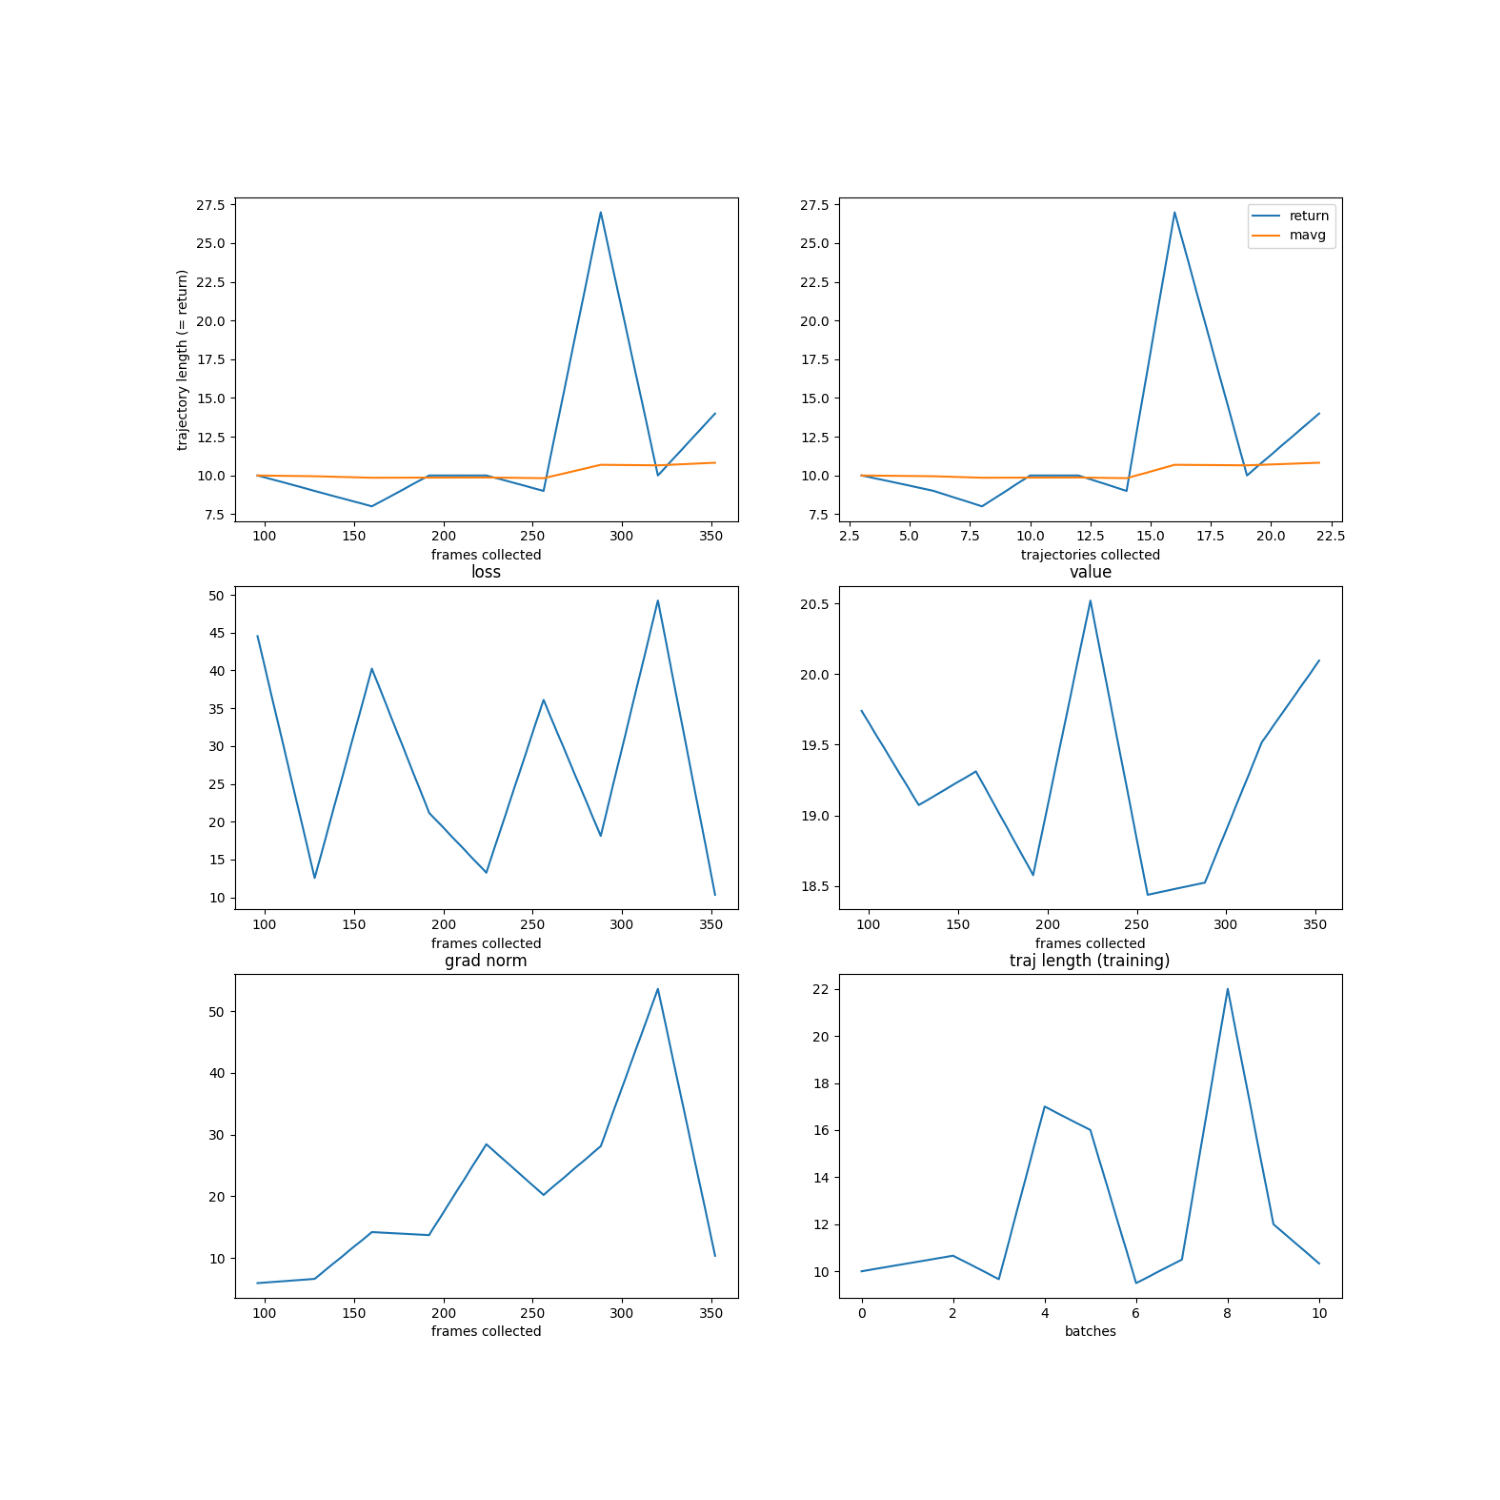 27.5
25.0
22.5
20.0
17.5
15.0
12.5
10.0
7.5
trajectory length (= return)
100 150 200 250 300 350
frames collected
27.5
25.0
22.5
20.0
17.5
15.0
12.5
10.0
7.5
return
mavg
2.5 5.0 7.5 10.0 12.5 15.0 17.5 20.0 22.5
trajectories collected
loss
50
45
40
35
30
25
20
15
10
100 150 200 250 300 350
frames collected
value
20.5
20.0
19.5
19.0
18.5
100 150 200 250 300 350
frames collected
grad norm
50
40
30
20
10
100 150 200 250 300 350
frames collected
traj length (training)
22
20
18
16
14
12
10
0 2 4 6 8 10
batches